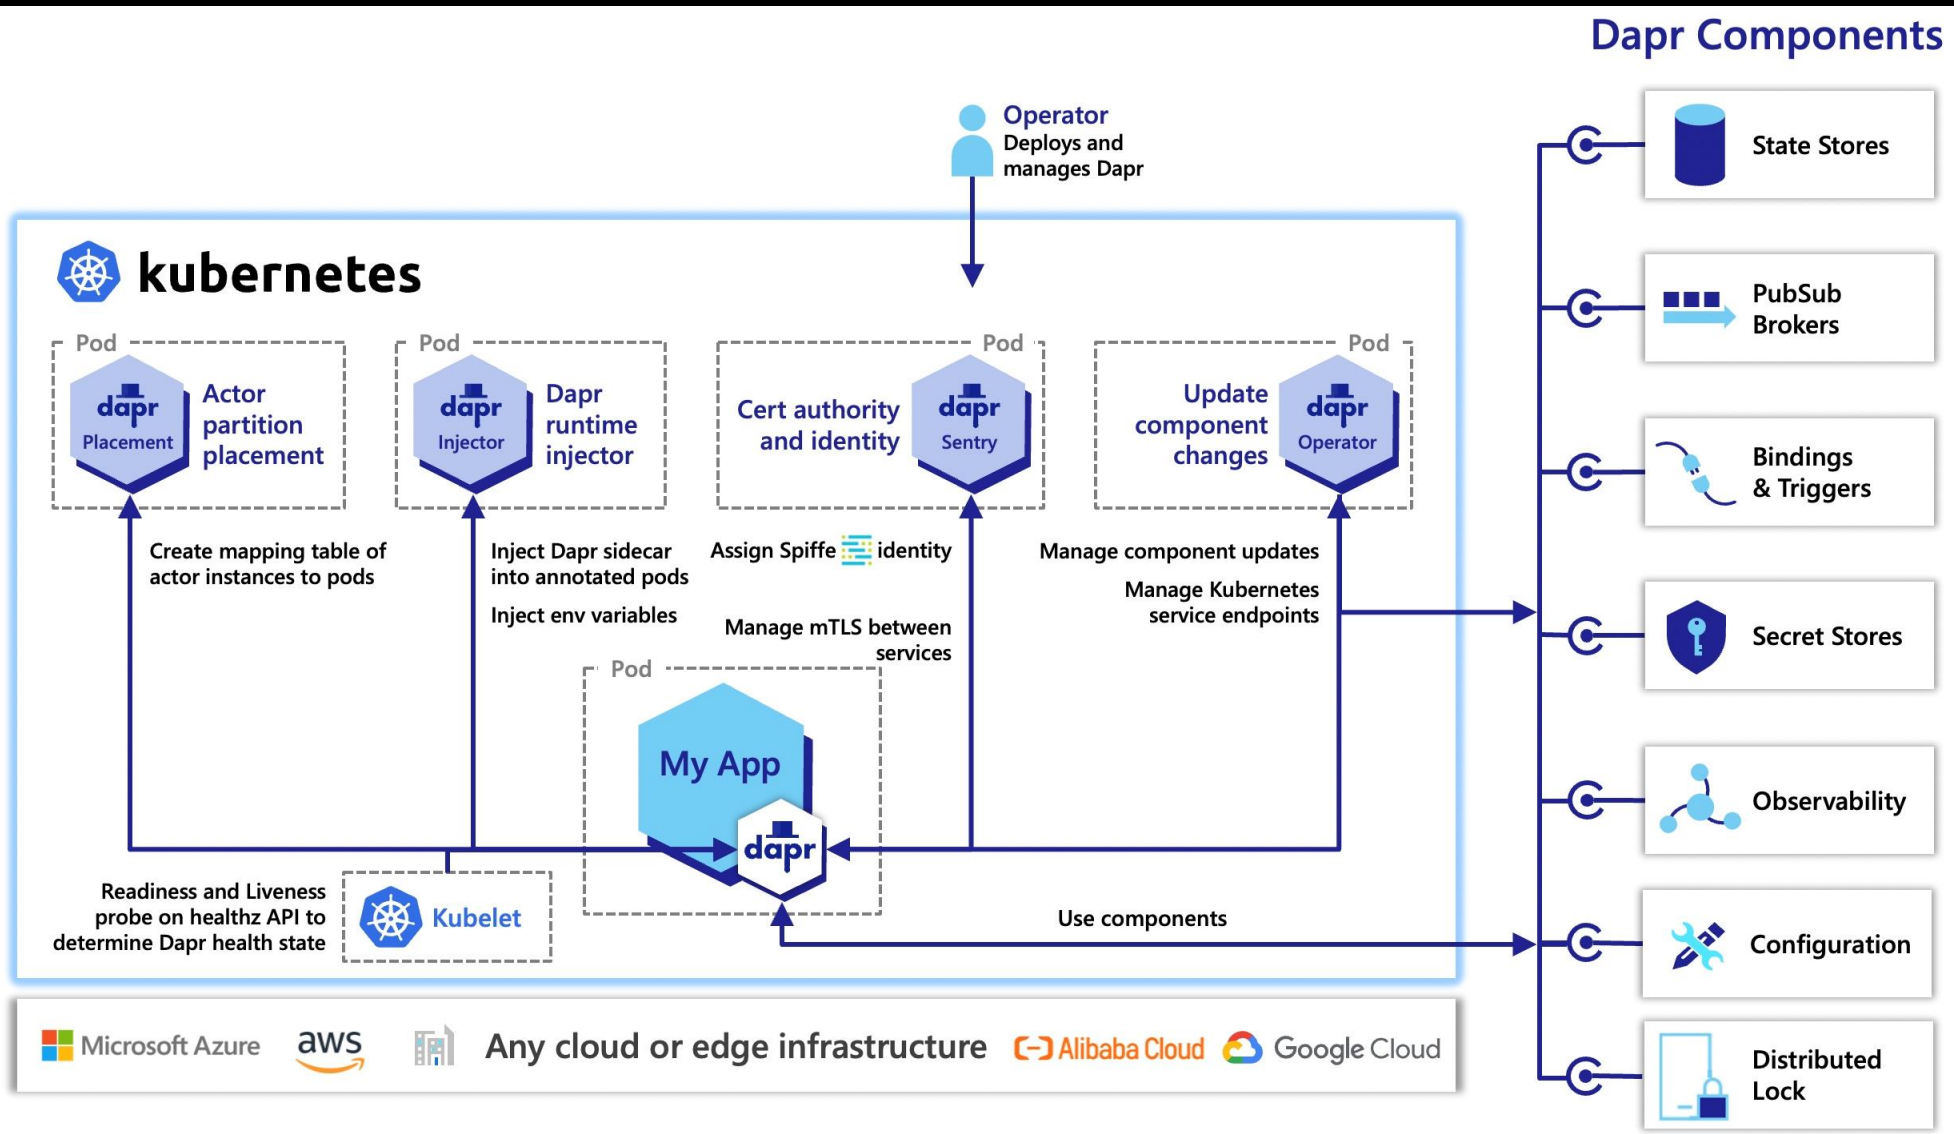 Dapr Components
Operator
Deploys and
manages Dapr
kubernetes
Pod
dapr
Placement
Actor
partition
placement
Pod
dapr
Injector
Dapr
runtime
injector
Pod
Cert authority
and identity
dapr
Sentry
Pod
Update
component
changes
dapr
Operator
Create mapping table of
actor instances to pods
Inject Dapr sidecar
into annotated pods
Inject env variables
Assign Spiffe identity
Manage mTLS between
services
Manage component updates
Manage Kubernetes
service endpoints
Pod
My App
dapr
Readiness and Liveness
probe on healthz API to
determine Dapr health state
Kubelet
Use components
Microsoft Azure
aws
Any cloud or edge infrastructure
Alibaba Cloud
Google Cloud
State Stores
PubSub
Brokers
Bindings
& Triggers
Secret Stores
Observability
Configuration
Distributed
Lock